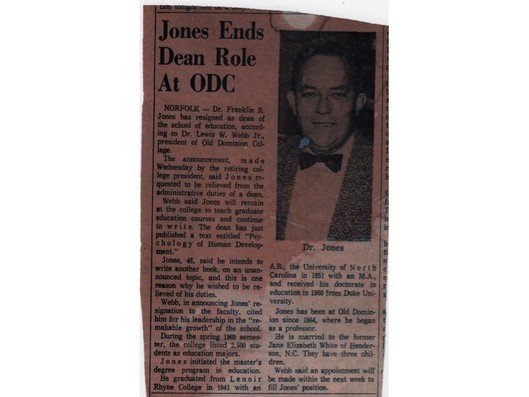 Jones Ends
Dean Role
At ODC
NORFOLK — Dr. Franklin R.
Jones has resigned as dean of
the school of education, accord-
ing to Dr. Lewis W. Webb Jr.,
president of Old Dominion Col-
lege.
The announcement, made
Wednesday by the retiring col-
lege president, said Jones re-
quested to be relieved from the
administrative duties of a dean.
Webb said Jones will remain
at the college to teach graduate
education courses and continue
to write. The dean has just
published a text entitled "Psy-
chology of Human Develop-
ment."
Jones, 48, said he intends to
write another book, on an unan-
nounced topic, and this is one
reason why he wished to be re-
lieved of his duties.
Webb, in announcing Jones' re-
signation to the faculty, cited
him for his leadership in the "re-
makable growth" of the school.
During the spring 1969 semes-
ter, the college listed 2,500 stu-
dents as education majors.
Jones initiated the master's
degree program in education.
He graduated from Lenoir
Rhyne College in 1941 with an
Dr. Jones
A.B., the University of North
Carolina in 1951 with an M.A.,
and received his doctorate in
education in 1960 from Duke Uni-
versity.
Jones has been at Old Domin-
ion since 1964, where he began
as a professor.
He is married to the former
Jane Elizabeth White of Hender-
son, N.C. They have three chil-
dren.
Webb said an appointment will
be made within the next week to
fill Jones' position.